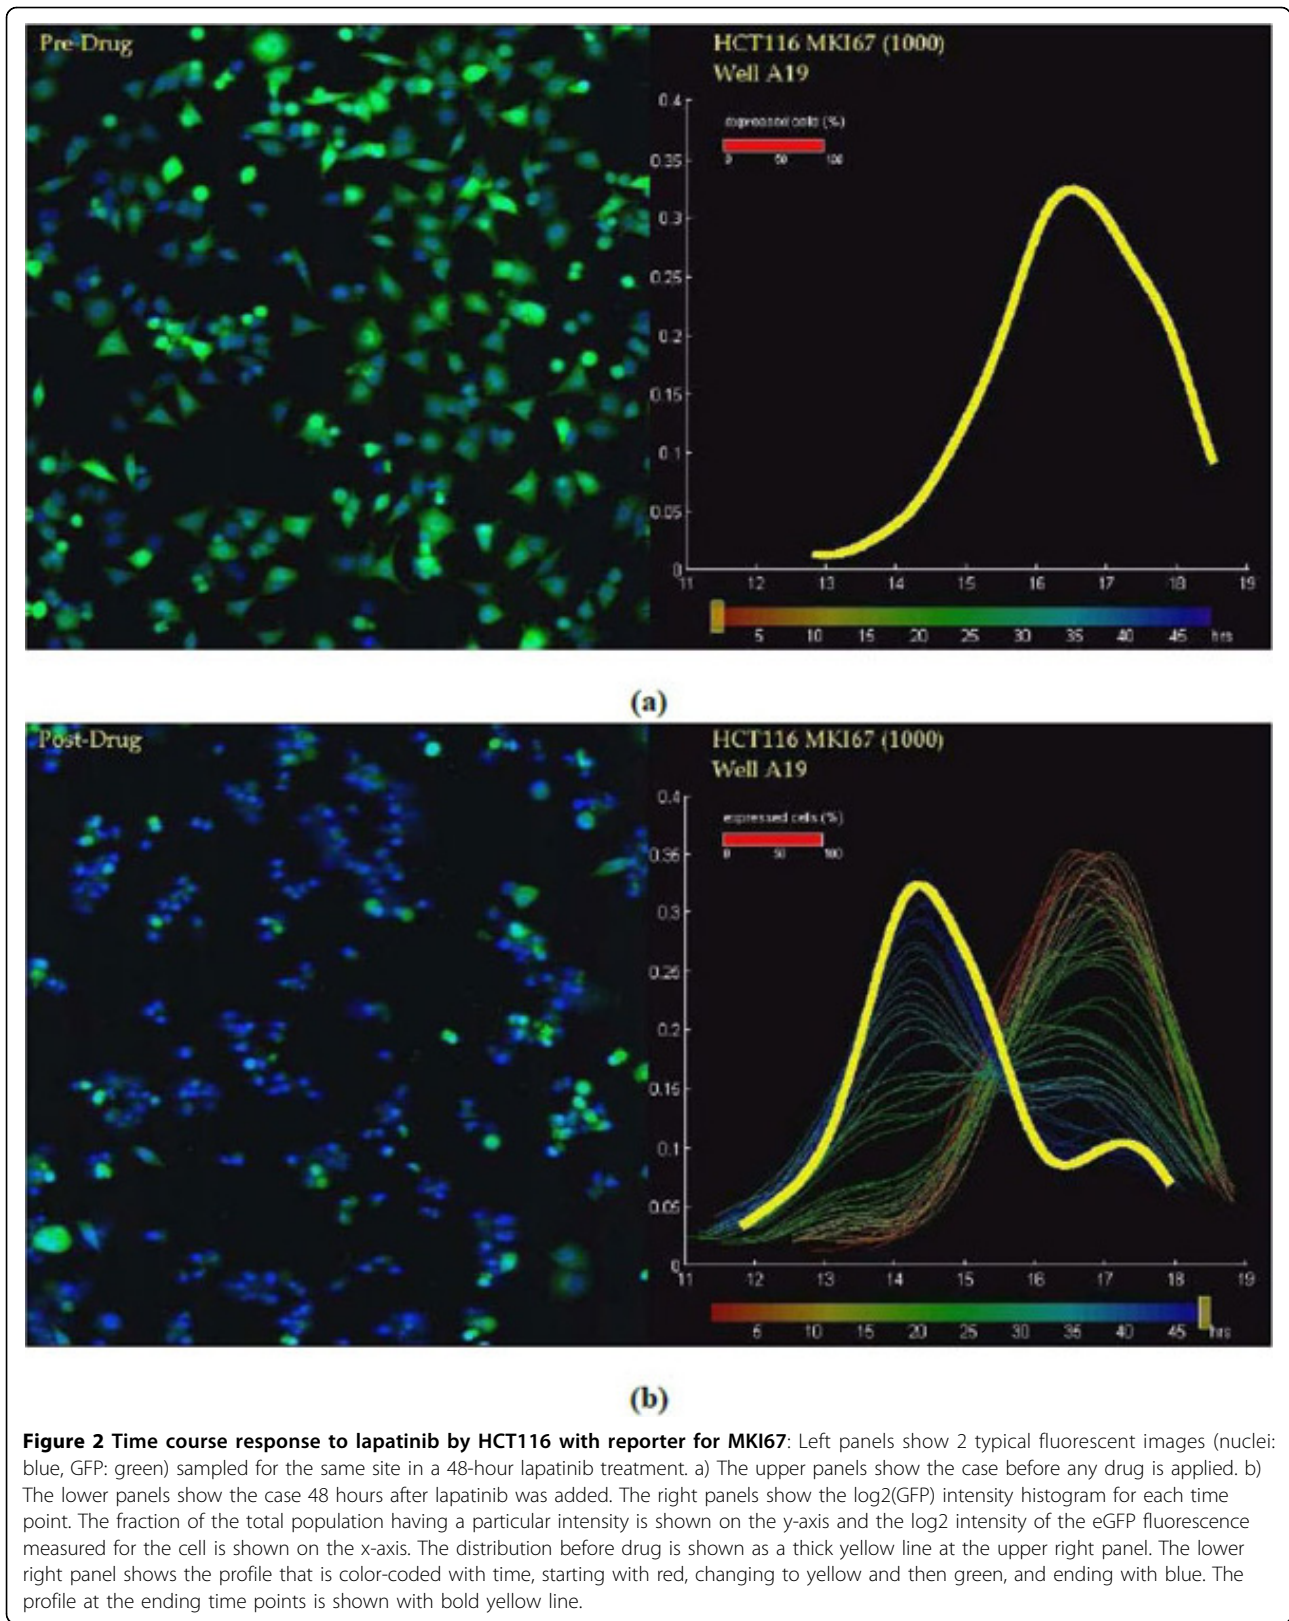 Pre-Drug
HCT116 MKI67 (1000)
Well A19
expressed cells (%)
0 50 100
0.4
0.35
0.3
0.25
0.2
0.15
0.1
0.05
0
11 12 13 14 15 16 17 18 19
5 10 15 20 25 30 35 40 45 hrs
(a)
Post-Drug
HCT116 MKI67 (1000)
Well A19
expressed cells (%)
0 50 100
0.4
0.35
0.3
0.25
0.2
0.15
0.1
0.05
0
11 12 13 14 15 16 17 18 19
5 10 15 20 25 30 35 40 45 hrs
(b)
Figure 2 Time course response to lapatinib by HCT116 with reporter for MKI67: Left panels show 2 typical fluorescent images (nuclei:
blue, GFP: green) sampled for the same site in a 48-hour lapatinib treatment. a) The upper panels show the case before any drug is applied. b)
The lower panels show the case 48 hours after lapatinib was added. The right panels show the log2(GFP) intensity histogram for each time
point. The fraction of the total population having a particular intensity is shown on the y-axis and the log2 intensity of the eGFP fluorescence
measured for the cell is shown on the x-axis. The distribution before drug is shown as a thick yellow line at the upper right panel. The lower
right panel shows the profile that is color-coded with time, starting with red, changing to yellow and then green, and ending with blue. The
profile at the ending time points is shown with bold yellow line.